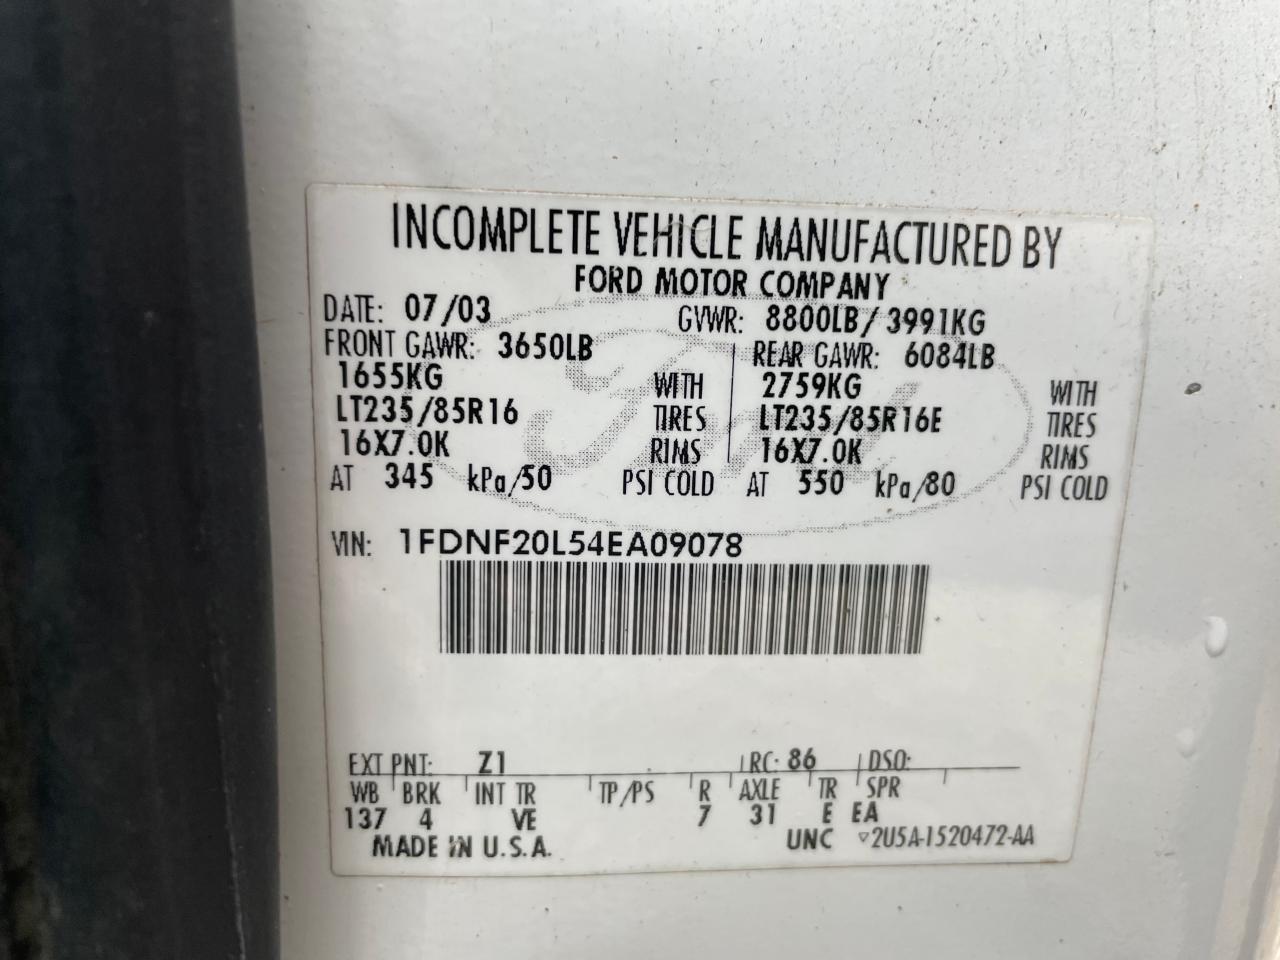 INCOMPLETE VEHICLE MANUFACTURED BY
FORD MOTOR COMPANY
DATE: 07/03 GVWR: 8800LB/3991KG
FRONT GAWR: 3650LB REAR GAWR: 6084LB
1655KG WITH 2759KG WITH
LT235/85R16 TIRES LT235/85R16E TIRES
16X7.0K RIMS 16X7.0K RIMS
AT 345 kPa/50 PSI COLD AT 550 kPa/80 PSI COLD
Ford
VIN: 1FDNF20L54EA09078
EXT PNT: Z1 RC: 86 DSO:
WB BRK INT TR TP/PS R AXLE TR SPR
137 4 VE 7 31 E EA
MADE IN U.S.A. UNC ▿2U5A-1520472-AA